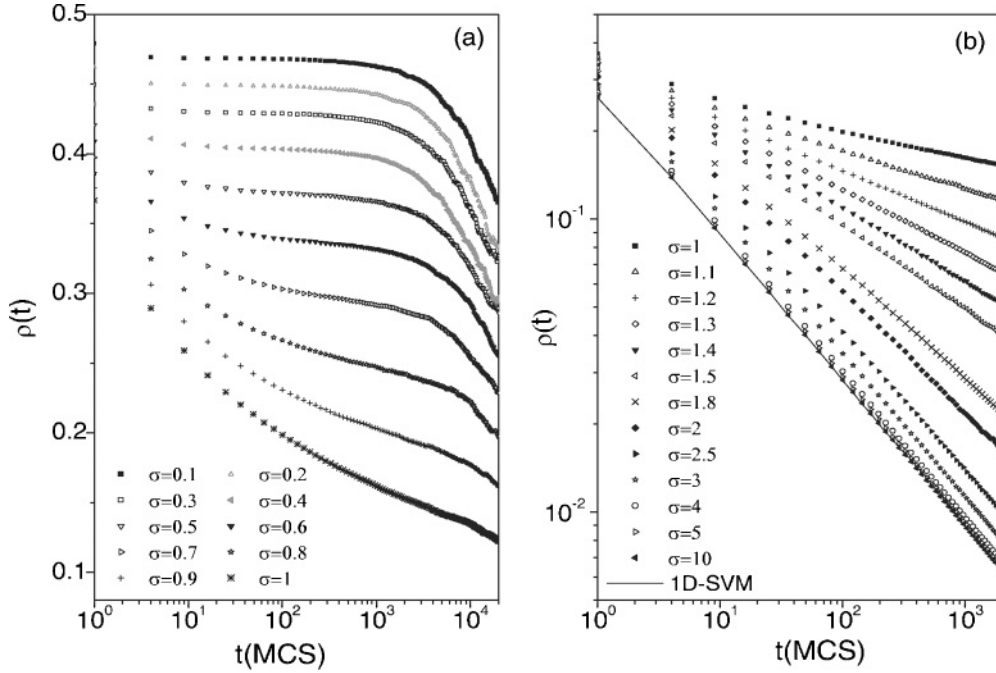 (a)
0.5
0.4
0.3
0.2
0.1
ρ(t)
σ=0.1 σ=0.2
σ=0.3 σ=0.4
σ=0.5 σ=0.6
σ=0.7 σ=0.8
σ=0.9 σ=1
10⁰ 10¹ 10² 10³ 10⁴
t(MCS)
(b)
10⁻¹
10⁻²
ρ(t)
σ=1
σ=1.1
σ=1.2
σ=1.3
σ=1.4
σ=1.5
σ=1.8
σ=2
σ=2.5
σ=3
σ=4
σ=5
σ=10
1D-SVM
10⁰ 10¹ 10² 10³
t(MCS)